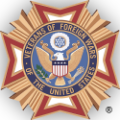 VETERANS OF FOREIGN WARS
OF THE UNITED STATES
®